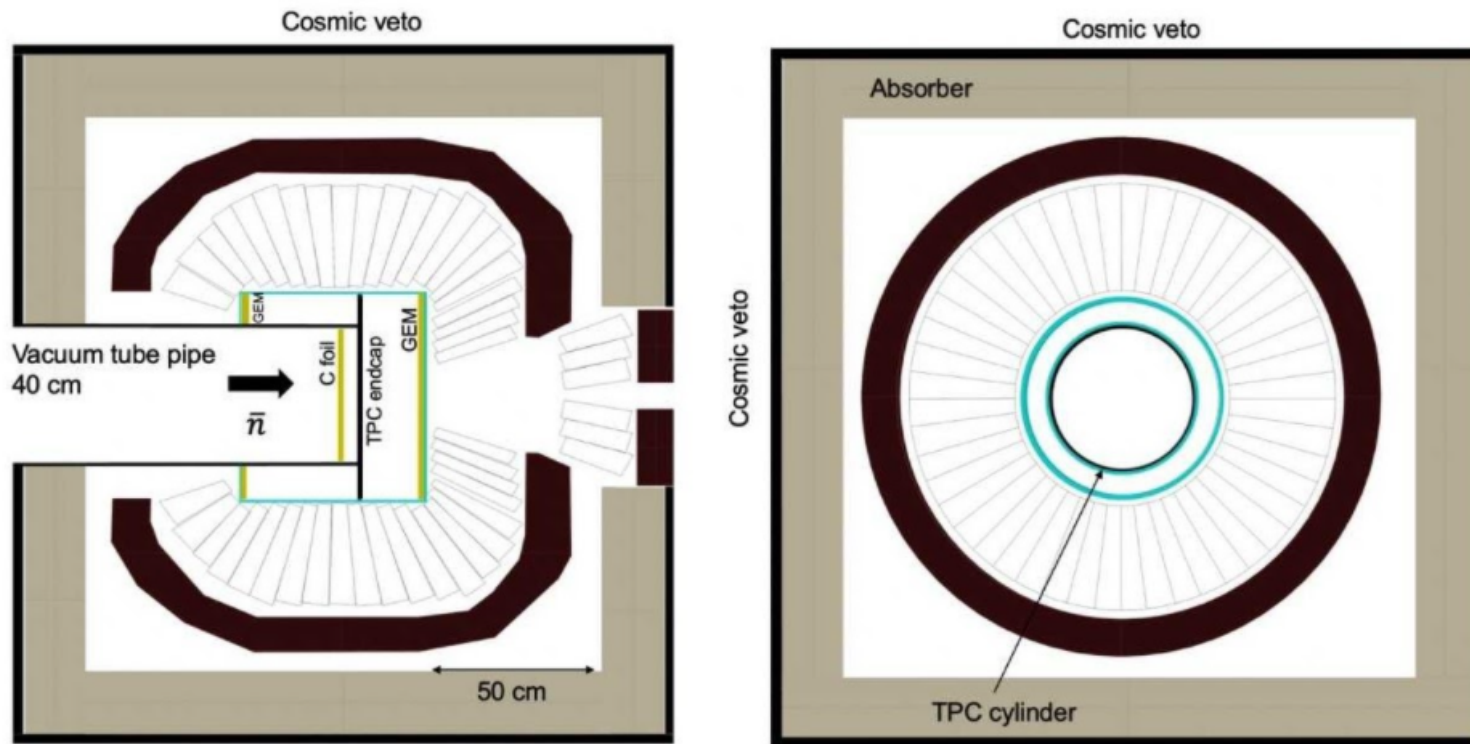 Cosmic veto
GEM
GEM
C foil
TPC endcap
Vacuum tube pipe
40 cm
n̄
50 cm
Cosmic veto
Cosmic veto
Absorber
TPC cylinder